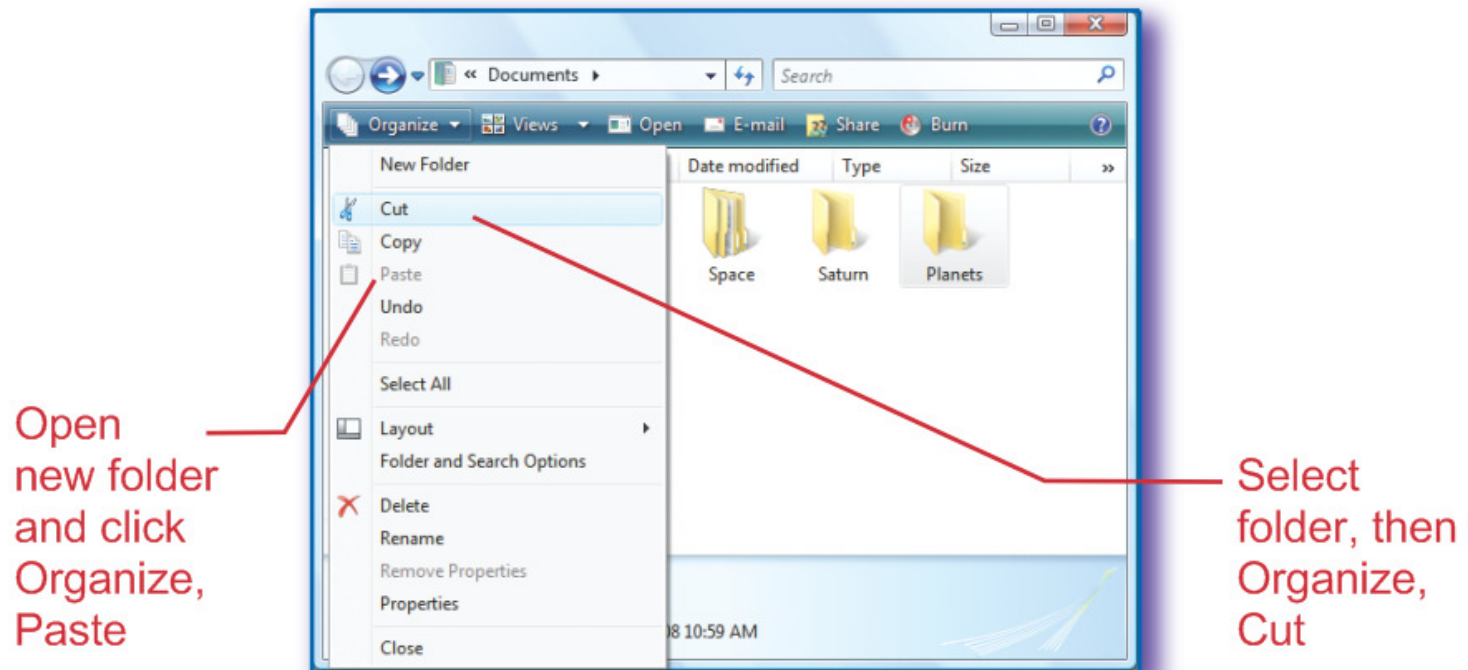 « Documents ▸
Search
Organize Views Open E-mail Share Burn
New Folder
Cut
Copy
Paste
Undo
Redo
Select All
Layout
Folder and Search Options
Delete
Rename
Remove Properties
Properties
Close
Date modified Type Size »
Space Saturn Planets
8 10:59 AM
Open
new folder
and click
Organize,
Paste
Select
folder, then
Organize,
Cut